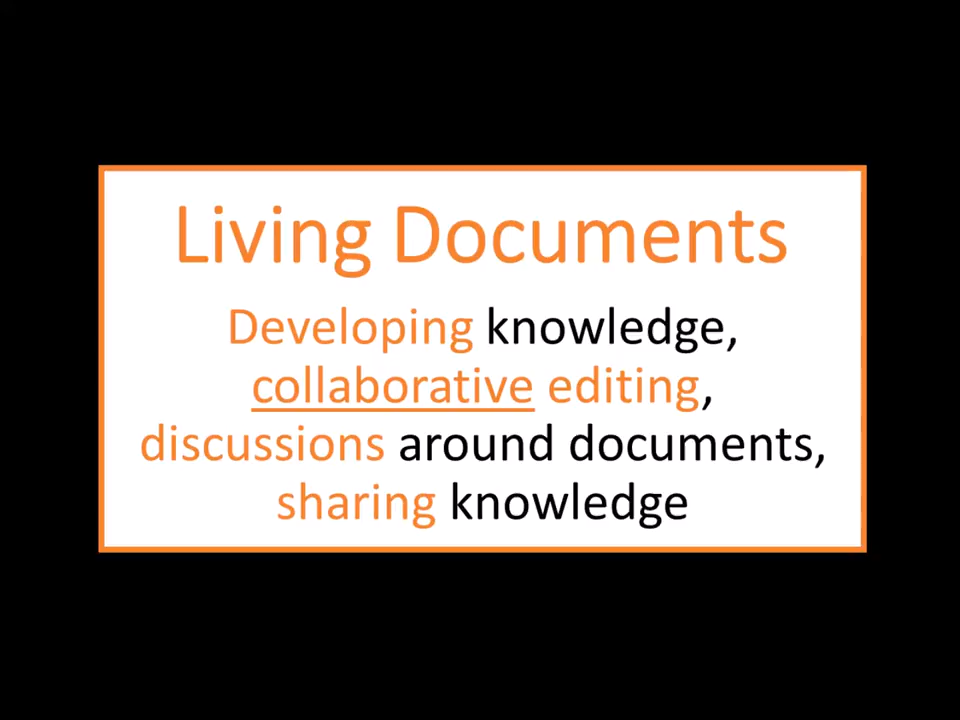 Living Documents
Developing knowledge,
collaborative editing,
discussions around documents,
sharing knowledge